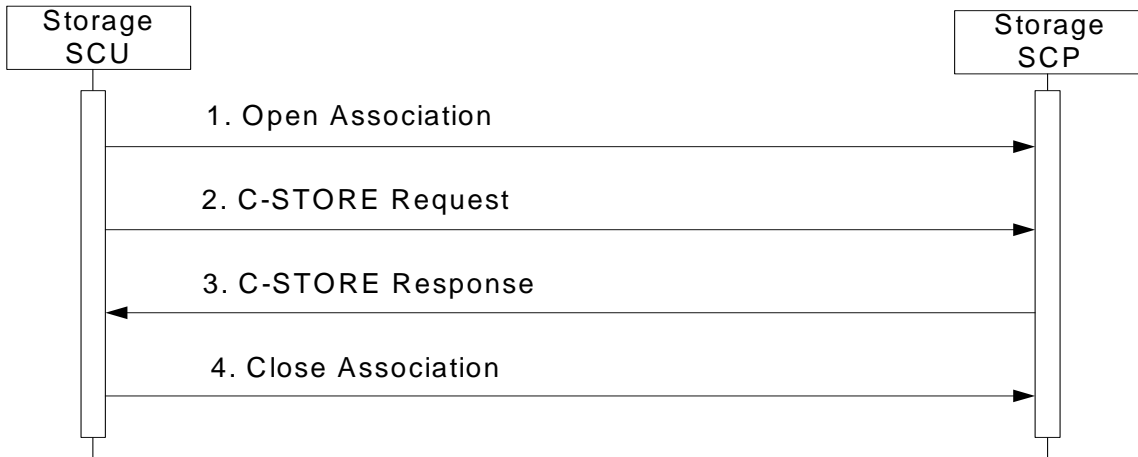 Storage
SCU
Storage
SCP
1. Open Association
2. C-STORE Request
3. C-STORE Response
4. Close Association